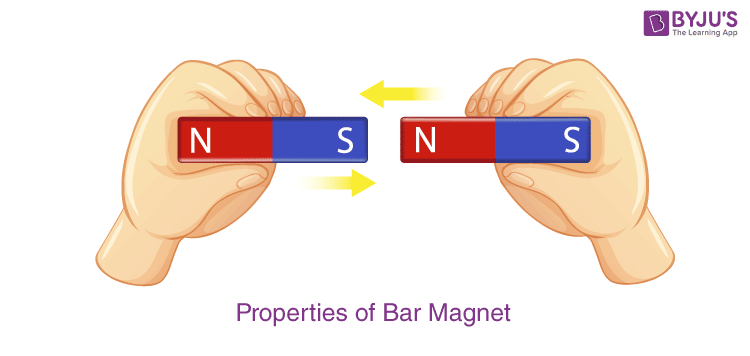 BYJU'S
The Learning App
N S N S
Properties of Bar Magnet